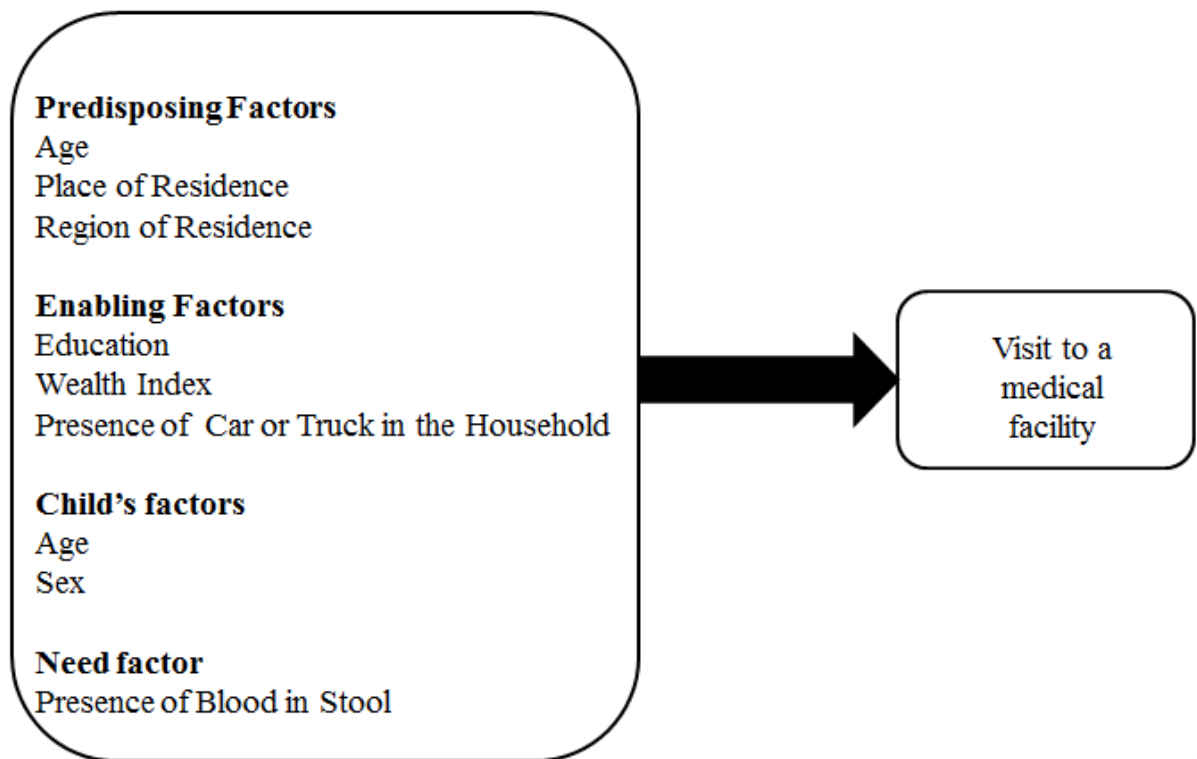 Predisposing Factors
Age
Place of Residence
Region of Residence
Enabling Factors
Education
Wealth Index
Presence of Car or Truck in the Household
Child’s factors
Age
Sex
Need factor
Presence of Blood in Stool
Visit to a
medical
facility